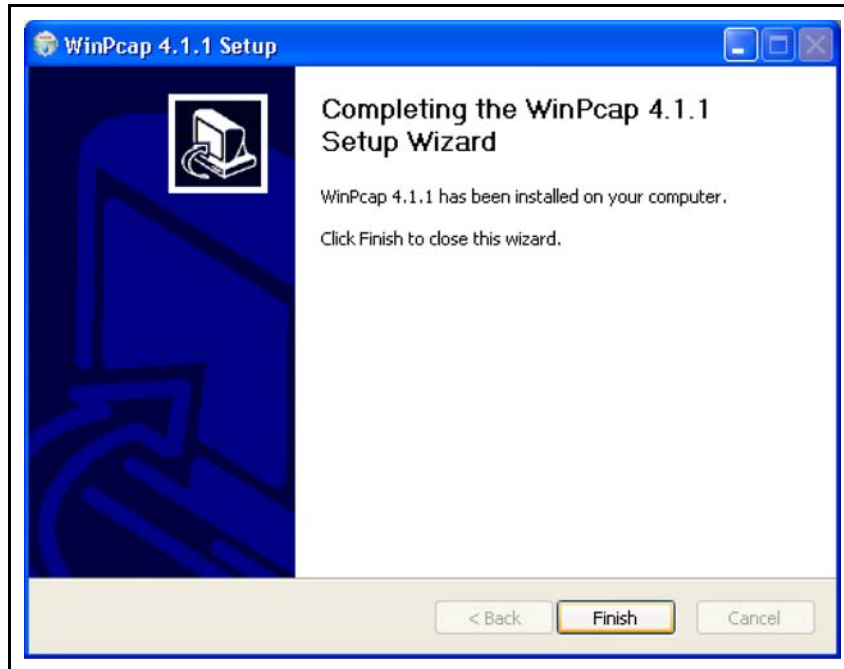 WinPcap 4.1.1 Setup
Completing the WinPcap 4.1.1
Setup Wizard
WinPcap 4.1.1 has been installed on your computer.
Click Finish to close this wizard.
< Back
Finish
Cancel